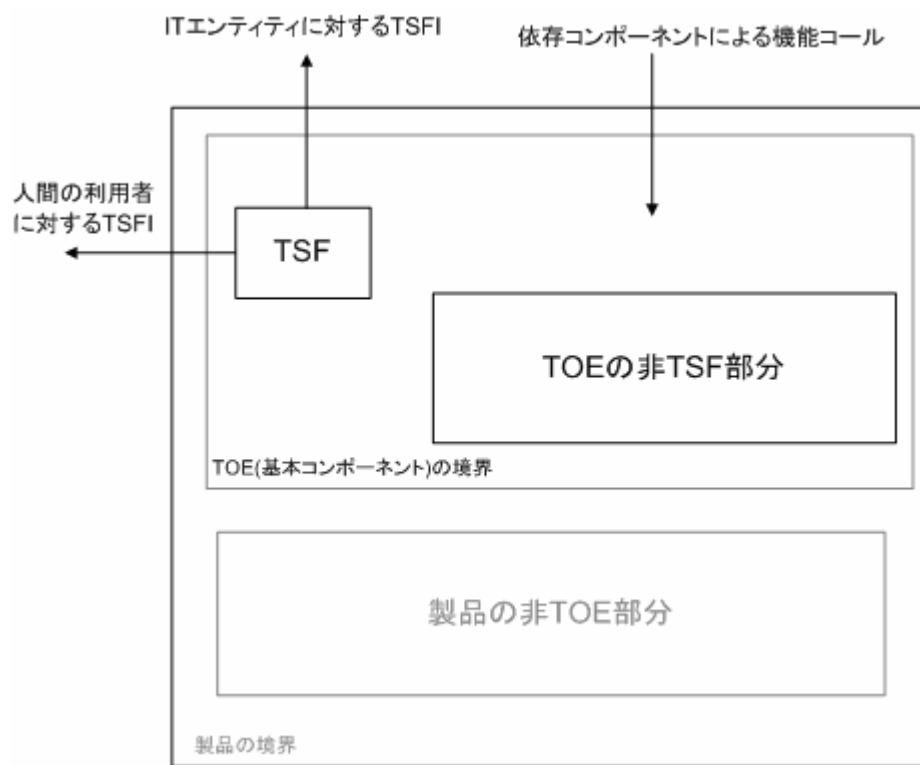 ITエンティティに対するTSFI
依存コンポーネントによる機能コール
人間の利用者
に対するTSFI
TSF
TOEの非TSF部分
TOE(基本コンポーネント)の境界
製品の非TOE部分
製品の境界